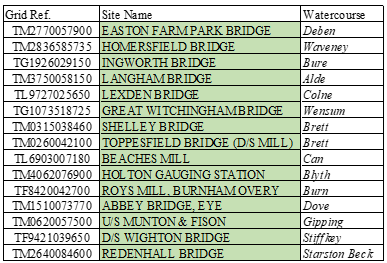 Grid Ref. Site Name Watercourse
TM2770057900 EASTON FARM PARK BRIDGE Deben
TM2836585735 HOMERSFIELD BRIDGE Waveney
TG1926029150 INGWORTH BRIDGE Bure
TM3750058150 LANGHAM BRIDGE Alde
TL9727025650 LEXDEN BRIDGE Colne
TG1073518725 GREAT WITCHINGHAM BRIDGE Wensum
TM0315038460 SHELLEY BRIDGE Brett
TM0260042100 TOPPESFIELD BRIDGE (D/S MILL) Brett
TL6903007180 BEACHES MILL Can
TM4062076900 HOLTON GAUGING STATION Blyth
TF8420042700 ROYS MILL, BURNHAM OVERY Burn
TM1510073770 ABBEY BRIDGE, EYE Dove
TM0620057500 U/S MUNTON & FISON Gipping
TF9421039650 D/S WIGHTON BRIDGE Stiffkey
TM2640084600 REDENHALL BRIDGE Starston Beck